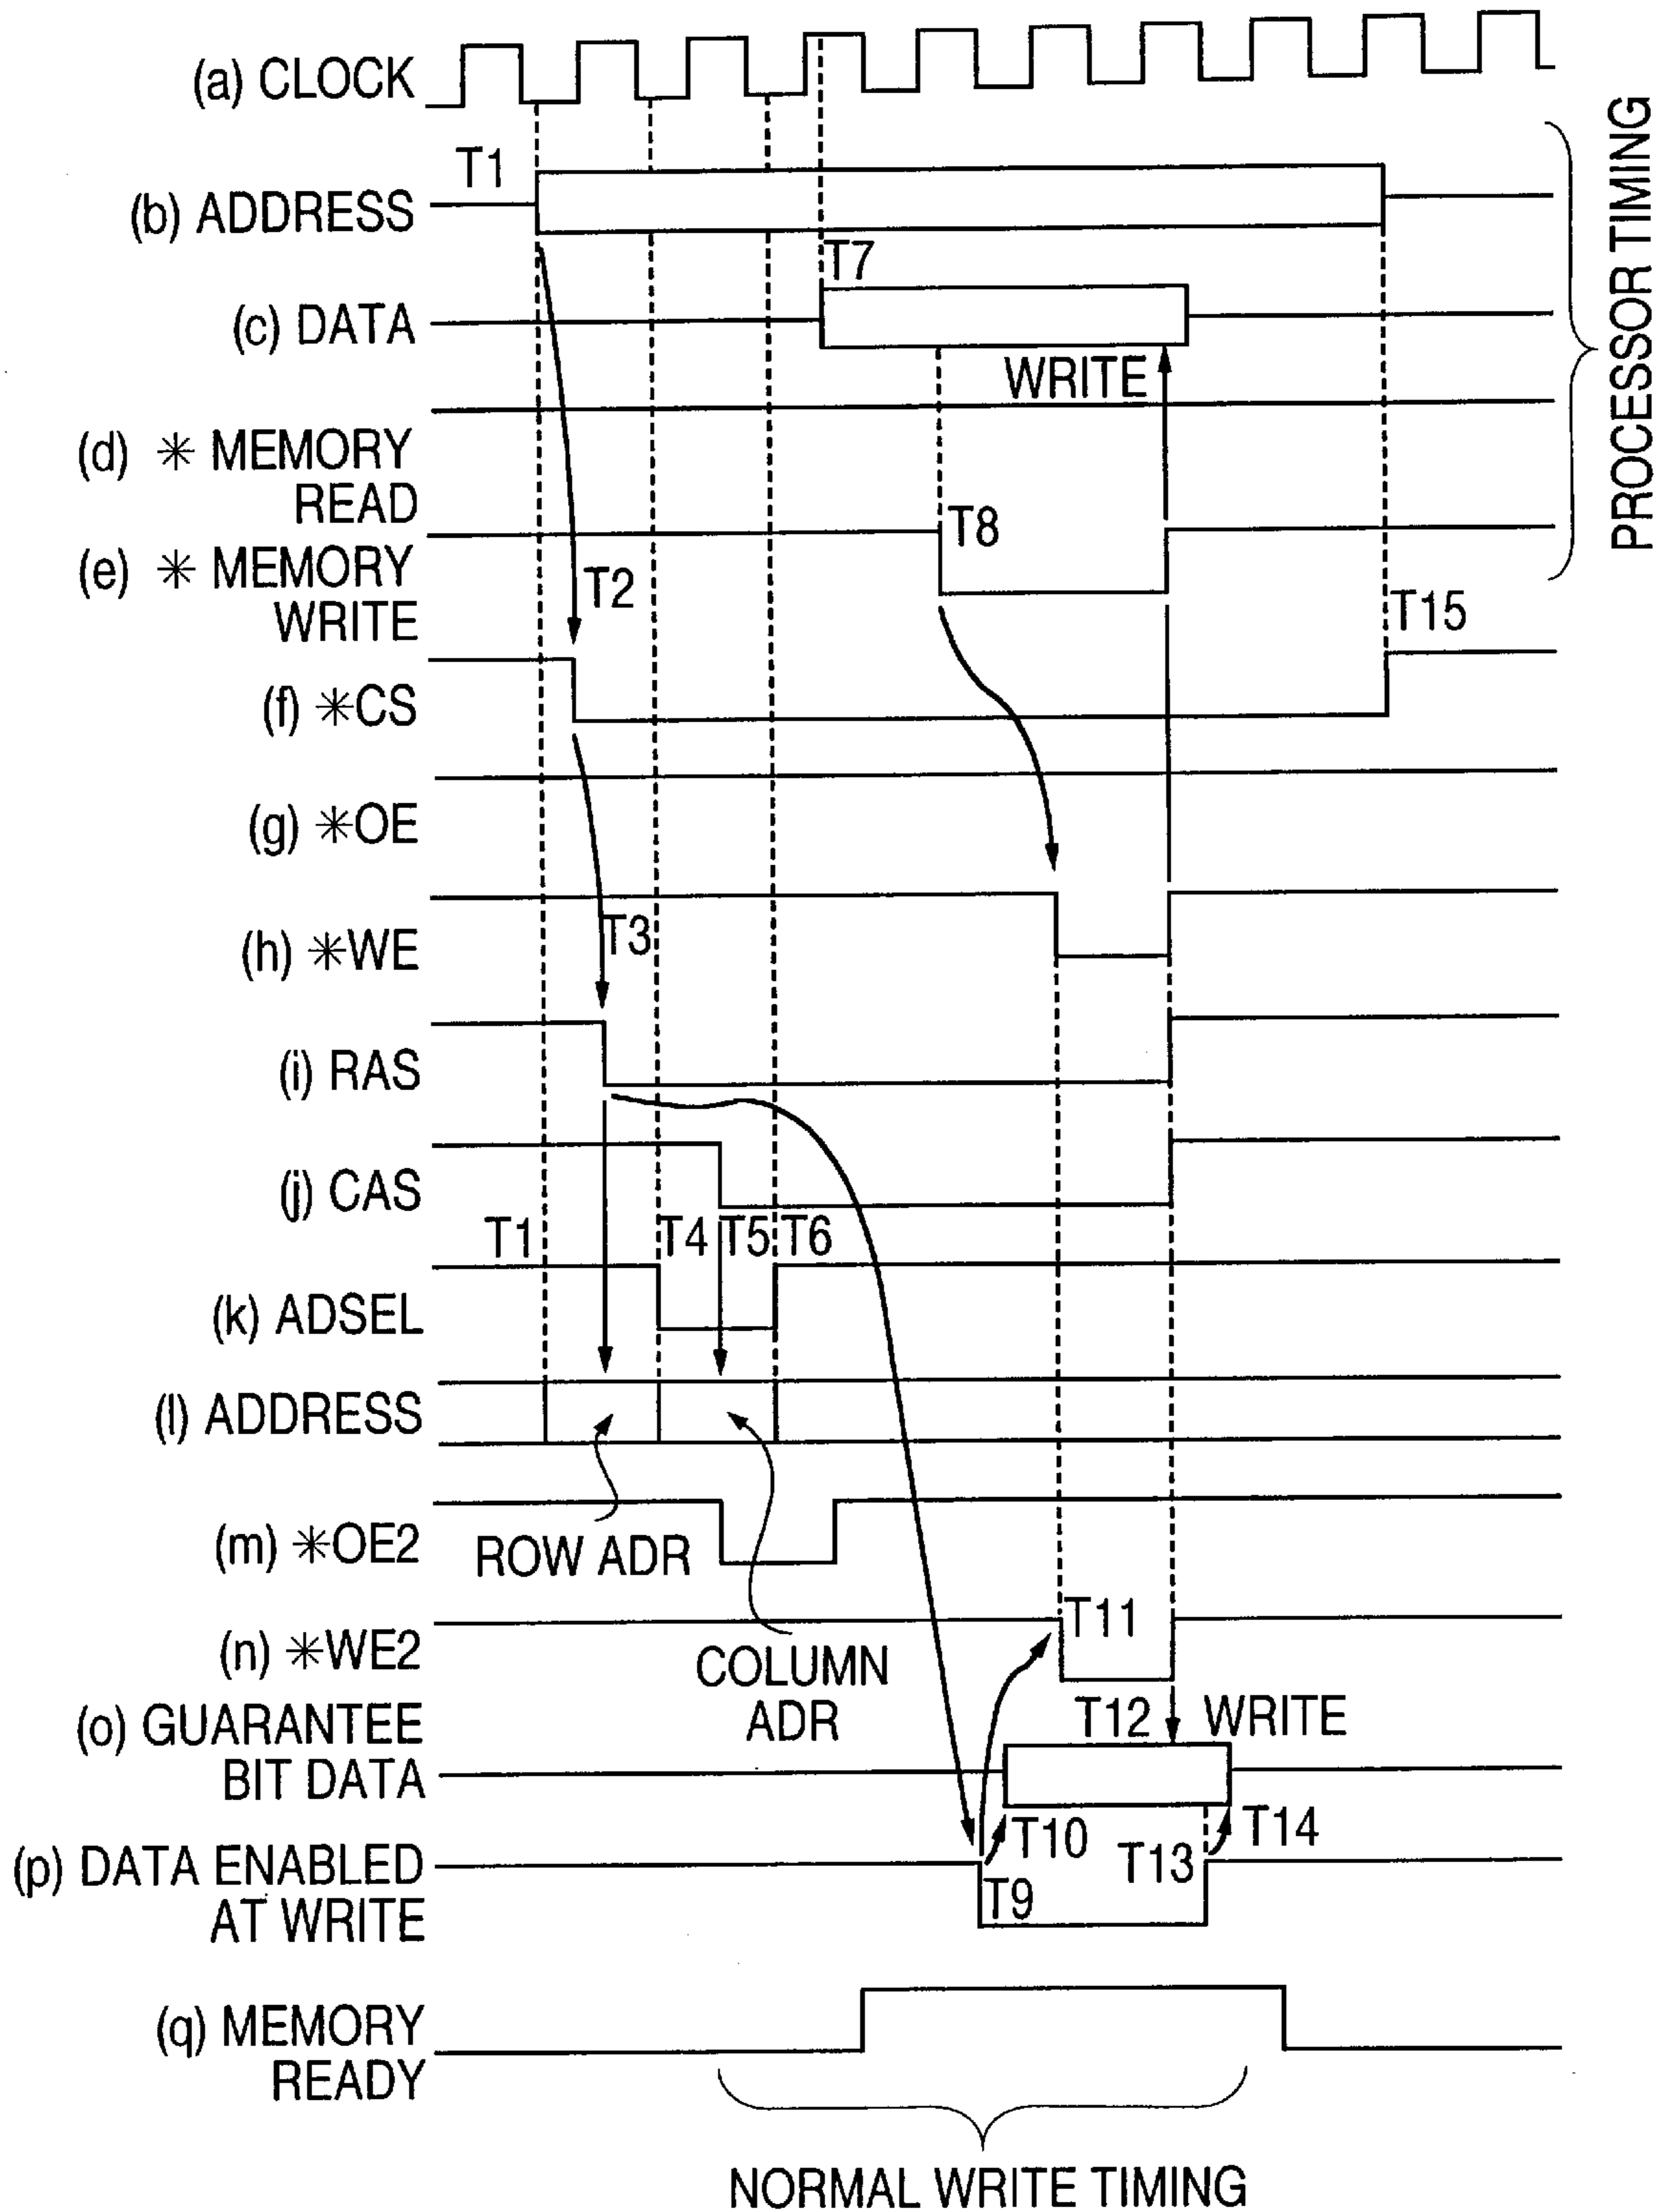 (a) CLOCK
T1
(b) ADDRESS
T7
(c) DATA
WRITE
(d) ✳ MEMORY
READ
T8
(e) ✳ MEMORY
WRITE
T2
T15
PROCESSOR TIMING
(f) ✳CS
(g) ✳OE
T3
(h) ✳WE
(i) RAS
(j) CAS
T1 T4 T5 T6
(k) ADSEL
(l) ADDRESS
(m) ✳OE2
ROW ADR
T11
(n) ✳WE2
COLUMN
ADR
T12 WRITE
(o) GUARANTEE
BIT DATA
T10 T13 T14
(p) DATA ENABLED
AT WRITE
T9
(q) MEMORY
READY
NORMAL WRITE TIMING